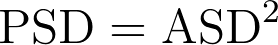 PSD = ASD²